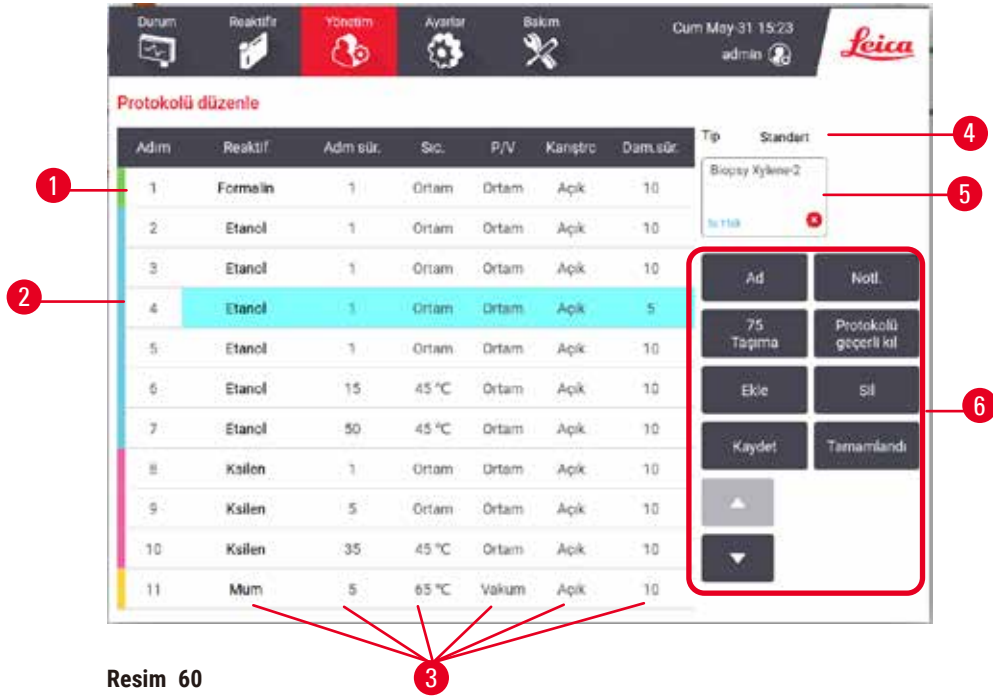 Durum Reaktifir Yönetim Ayarlar Bakım
Cum May-31 15:23
admin
Leica
Protokolü düzenle
Adım Reaktif Adm sür. Sıc. P/V Karıştrc Dam.sür.
1 Formalin 1 Ortam Ortam Açık 10
2 Etanol 1 Ortam Ortam Açık 10
3 Etanol 1 Ortam Ortam Açık 10
4 Etanol 1 Ortam Ortam Açık 5
5 Etanol 1 Ortam Ortam Açık 10
6 Etanol 15 45 °C Ortam Açık 10
7 Etanol 50 45 °C Ortam Açık 10
8 Ksilen 1 Ortam Ortam Açık 10
9 Ksilen 5 Ortam Ortam Açık 10
10 Ksilen 35 45 °C Ortam Açık 10
11 Mum 5 65 °C Vakum Açık 10
Tip Standart
Biopsy Xylene-2
Ad Notl.
75
Taşıma
Protokolü
geçerli kıl
Ekle Sil
Kaydet Tamamlandı
1
2
3
4
5
6
Resim 60